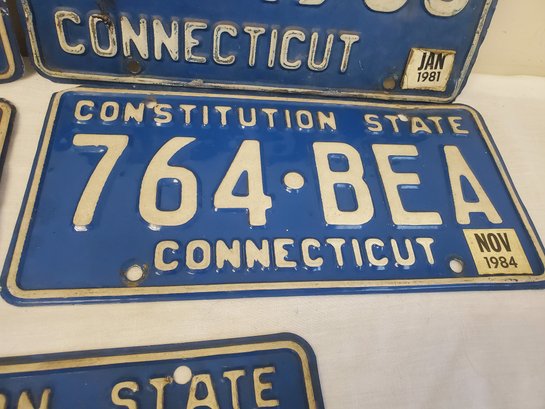 CONNECTICUT
JAN
1981
CONSTITUTION STATE
764·BEA
CONNECTICUT
NOV
1984
STATE